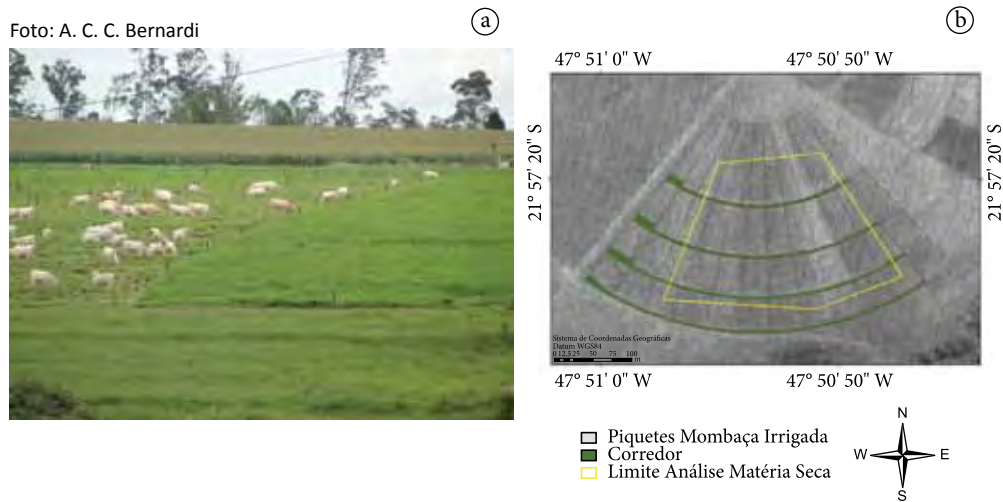 Foto: A. C. C. Bernardi
a
b
47° 51' 0" W
47° 50' 50" W
21° 57' 20" S
21° 57' 20" S
Sistema de Coordenadas Geográficas
Datum WGS84
0 12,5 25 50 75 100
m
47° 51' 0" W
47° 50' 50" W
Piquetes Mombaça Irrigada
Corredor
Limite Análise Matéria Seca
N
W
E
S